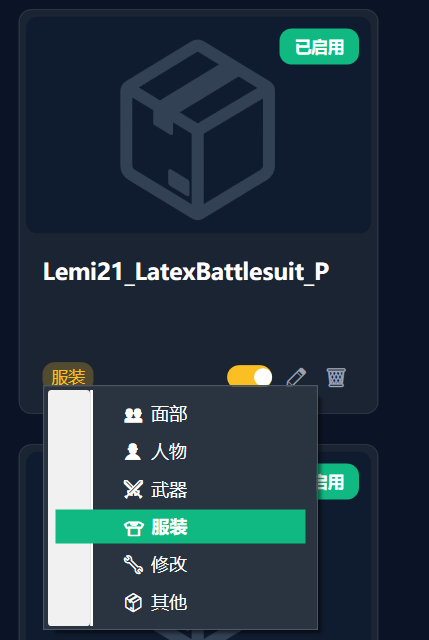 已启用
Lemi21_LatexBattlesuit_P
服装
面部
人物
启用
武器
服装
修改
其他